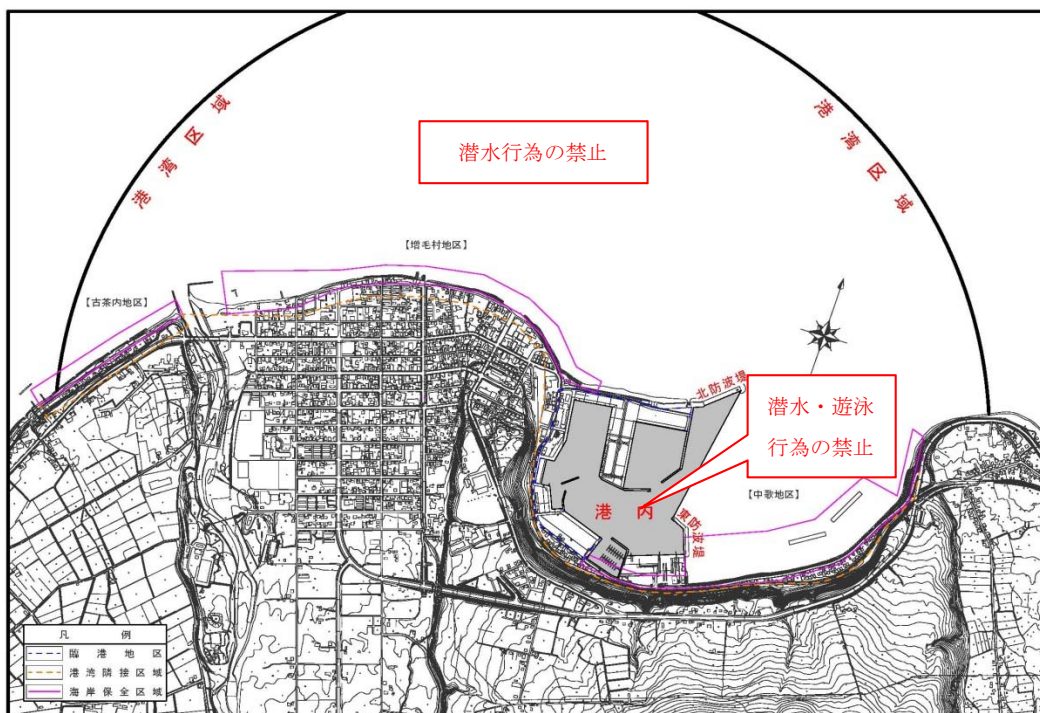 港湾区域
港湾区域
潜水行為の禁止
【増毛村地区】
【古茶内地区】
北防波堤
潜水・遊泳
行為の禁止
【中歌地区】
港内
東防波堤
凡例
臨港地区
港湾隣接区域
海岸保全区域